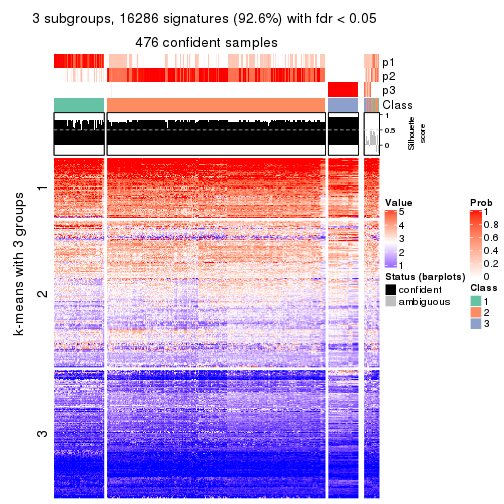 3 subgroups, 16286 signatures (92.6%) with fdr < 0.05
476 confident samples
p1
p2
p3
Class
1
0.5
0
Silhouette
score
k-means with 3 groups
1
2
3
Value
5
4
3
2
1
Status (barplots)
confident
ambiguous
Prob
1
0.8
0.6
0.4
0.2
0
Class
1
2
3